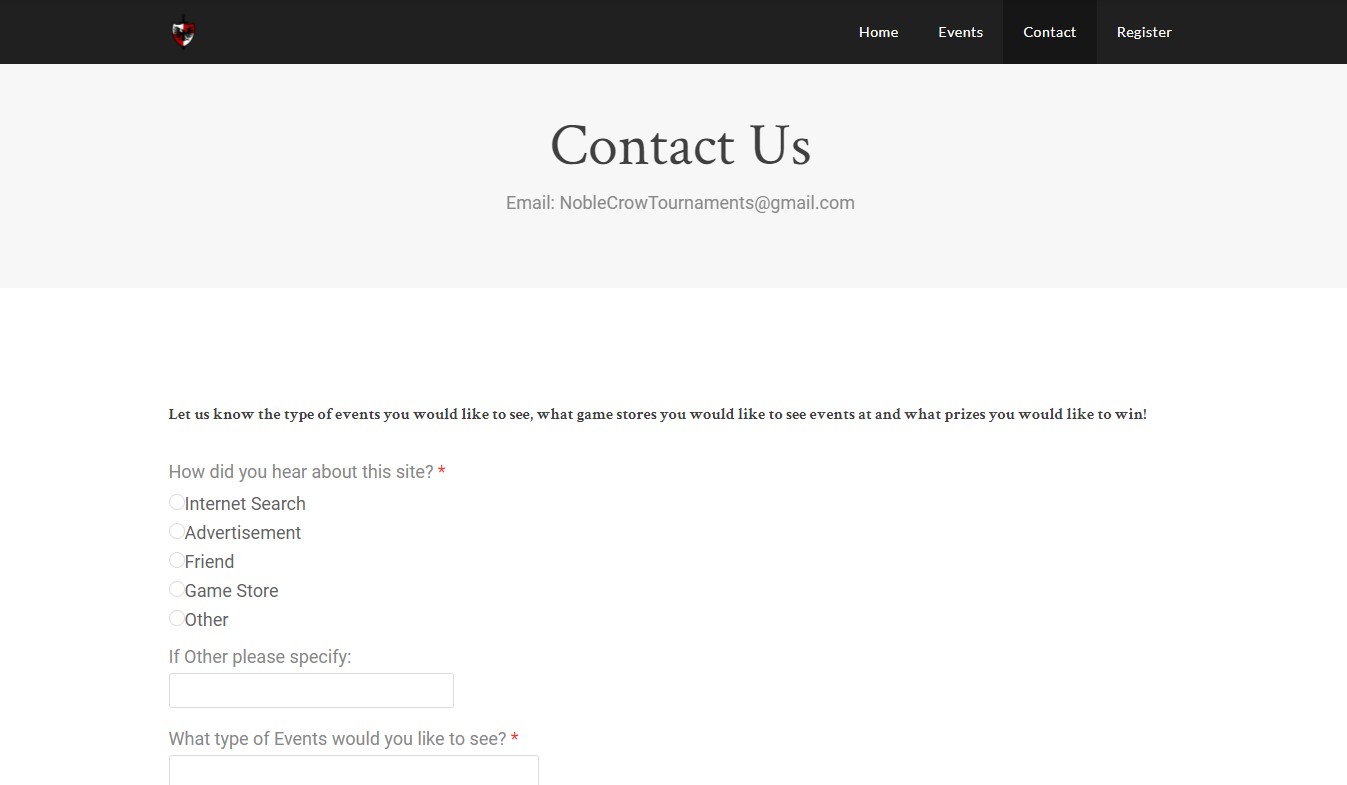 Home Events Contact Register
Contact Us
Email: NobleCrowTournaments@gmail.com
Let us know the type of events you would like to see, what game stores you would like to see events at and what prizes you would like to win!
How did you hear about this site? *
Internet Search
Advertisement
Friend
Game Store
Other
If Other please specify:
What type of Events would you like to see? *